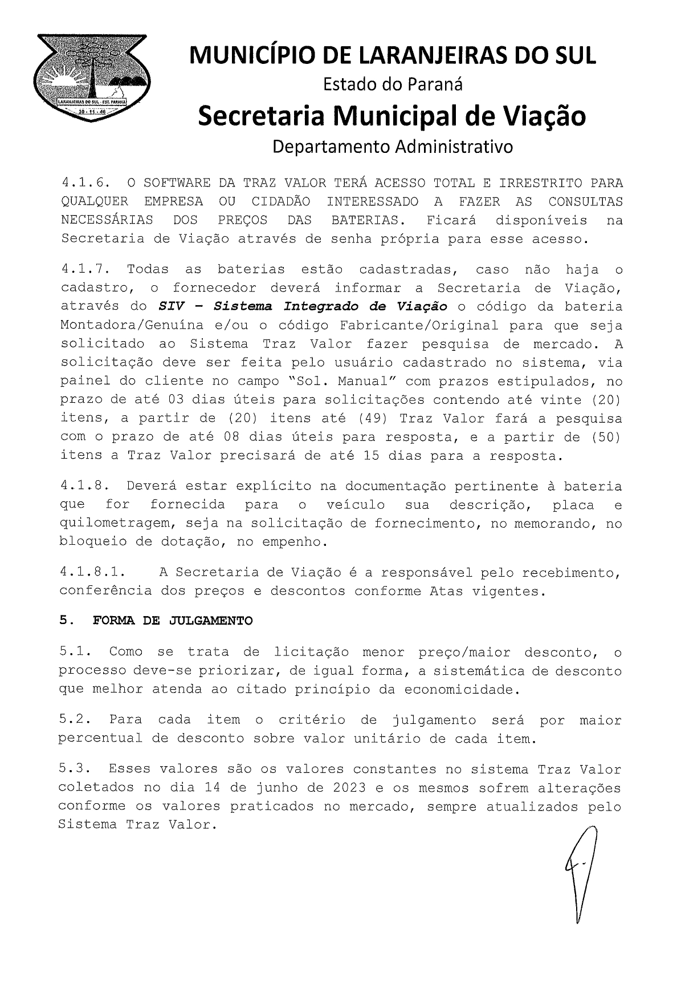 MUNICÍPIO DE LARANJEIRAS DO SUL
Estado do Paraná
Secretaria Municipal de Viação
Departamento Administrativo
LARANJEIRAS DO SUL - EST. PARANÁ
30 - 11 - 46
4.1.6. O SOFTWARE DA TRAZ VALOR TERÁ ACESSO TOTAL E IRRESTRITO PARA
QUALQUER EMPRESA OU CIDADÃO INTERESSADO A FAZER AS CONSULTAS
NECESSÁRIAS DOS PREÇOS DAS BATERIAS. Ficará disponíveis na
Secretaria de Viação através de senha própria para esse acesso.
4.1.7. Todas as baterias estão cadastradas, caso não haja o
cadastro, o fornecedor deverá informar a Secretaria de Viação,
através do SIV – Sistema Integrado de Viação o código da bateria
Montadora/Genuína e/ou o código Fabricante/Original para que seja
solicitado ao Sistema Traz Valor fazer pesquisa de mercado. A
solicitação deve ser feita pelo usuário cadastrado no sistema, via
painel do cliente no campo “Sol. Manual” com prazos estipulados, no
prazo de até 03 dias úteis para solicitações contendo até vinte (20)
itens, a partir de (20) itens até (49) Traz Valor fará a pesquisa
com o prazo de até 08 dias úteis para resposta, e a partir de (50)
itens a Traz Valor precisará de até 15 dias para a resposta.
4.1.8. Deverá estar explícito na documentação pertinente à bateria
que for fornecida para o veículo sua descrição, placa e
quilometragem, seja na solicitação de fornecimento, no memorando, no
bloqueio de dotação, no empenho.
4.1.8.1. A Secretaria de Viação é a responsável pelo recebimento,
conferência dos preços e descontos conforme Atas vigentes.
5. FORMA DE JULGAMENTO
5.1. Como se trata de licitação menor preço/maior desconto, o
processo deve-se priorizar, de igual forma, a sistemática de desconto
que melhor atenda ao citado princípio da economicidade.
5.2. Para cada item o critério de julgamento será por maior
percentual de desconto sobre valor unitário de cada item.
5.3. Esses valores são os valores constantes no sistema Traz Valor
coletados no dia 14 de junho de 2023 e os mesmos sofrem alterações
conforme os valores praticados no mercado, sempre atualizados pelo
Sistema Traz Valor.